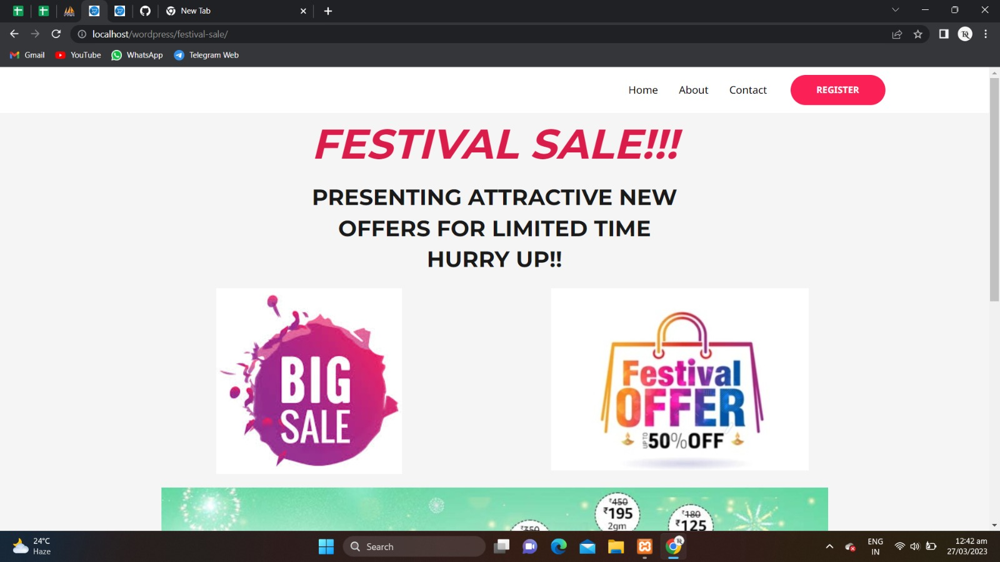 New Tab
localhost/wordpress/festival-sale/
Gmail
YouTube
WhatsApp
Telegram Web
Home
About
Contact
REGISTER
FESTIVAL SALE!!!
PRESENTING ATTRACTIVE NEW
OFFERS FOR LIMITED TIME
HURRY UP!!
BIG
SALE
Festival
OFFER
UPTO 50%OFF
₹450
₹195
2gm
₹180
₹125
₹350
24°C
Haze
Search
ENG
IN
12:42 am
27/03/2023